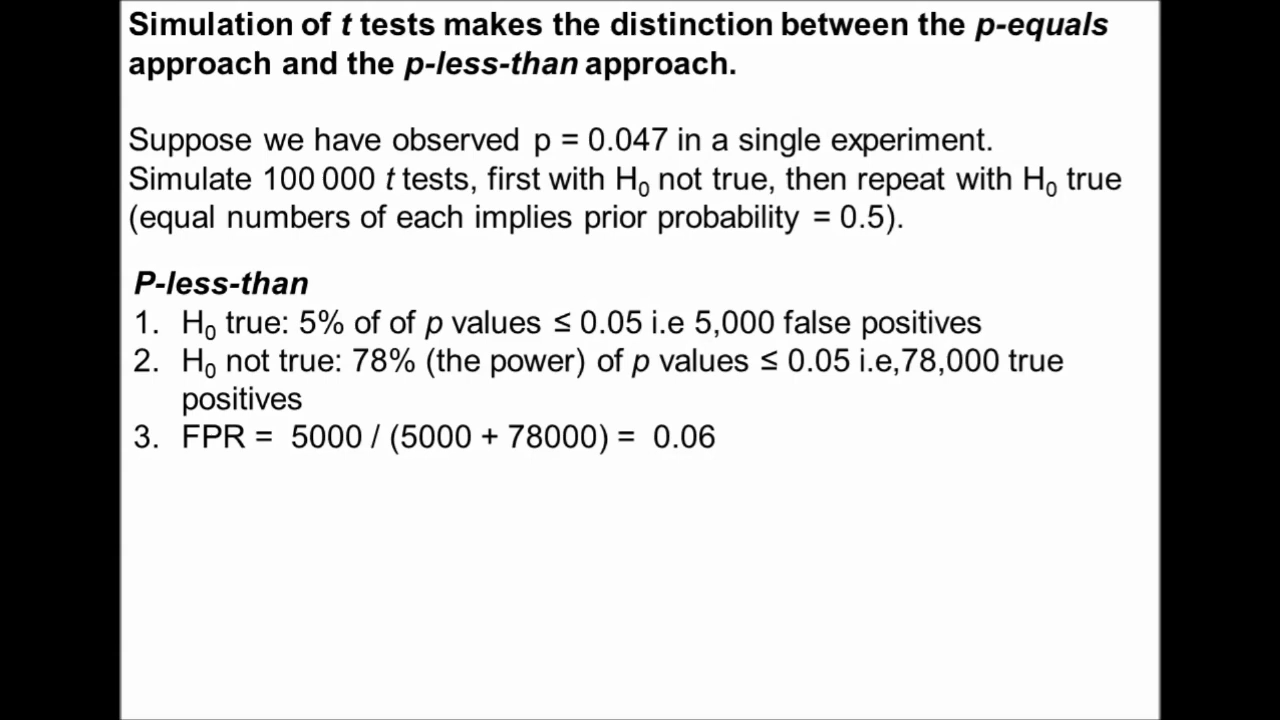 Simulation of t tests makes the distinction between the p-equals
approach and the p-less-than approach.
Suppose we have observed p = 0.047 in a single experiment.
Simulate 100 000 t tests, first with H₀ not true, then repeat with H₀ true
(equal numbers of each implies prior probability = 0.5).
P-less-than
1. H₀ true: 5% of of p values ≤ 0.05 i.e 5,000 false positives
2. H₀ not true: 78% (the power) of p values ≤ 0.05 i.e,78,000 true
positives
3. FPR = 5000 / (5000 + 78000) = 0.06